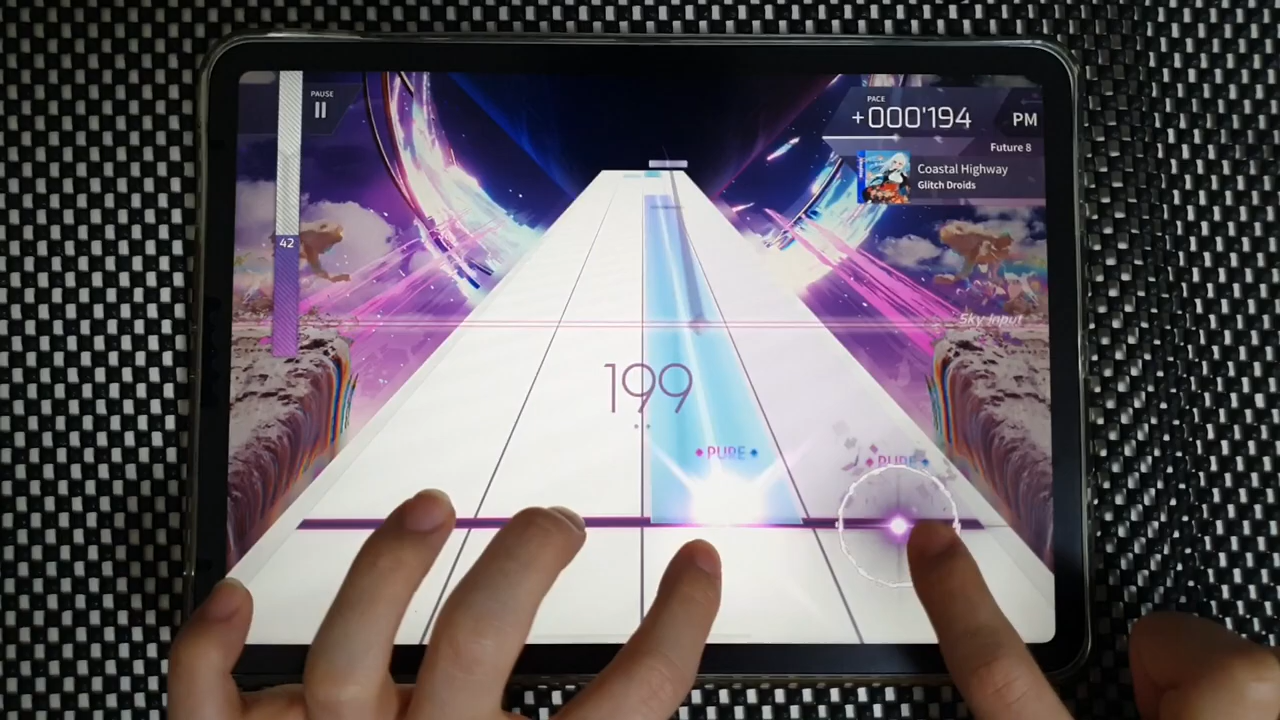 PAUSE
PACE
+000'194
PM
Future 8
Coastal Highway
Glitch Droids
42
Sky Input
199
PURE
PURE